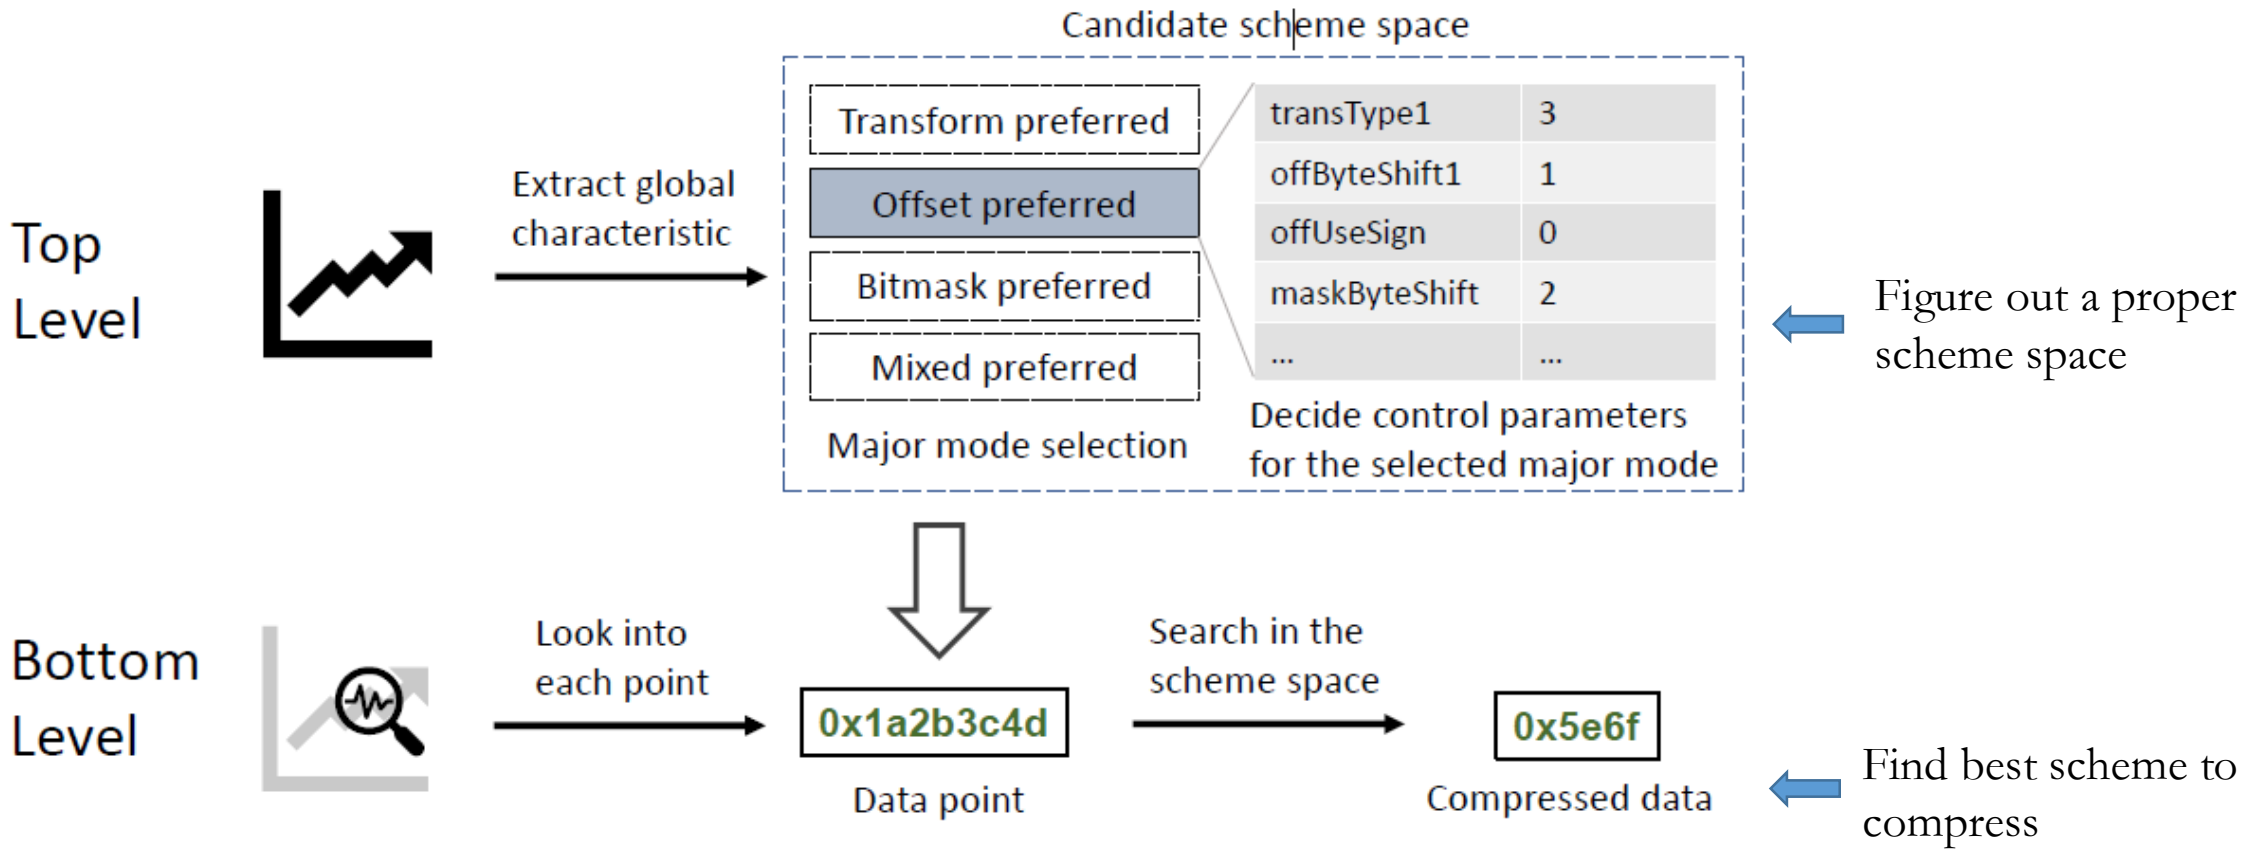 Candidate scheme space
Top
Level
Extract global
characteristic
Transform preferred
Offset preferred
Bitmask preferred
Mixed preferred
Major mode selection
transType1 3
offByteShift1 1
offUseSign 0
maskByteShift 2
... ...
Decide control parameters
for the selected major mode
Figure out a proper
scheme space
Bottom
Level
Look into
each point
0x1a2b3c4d
Data point
Search in the
scheme space
0x5e6f
Compressed data
Find best scheme to
compress